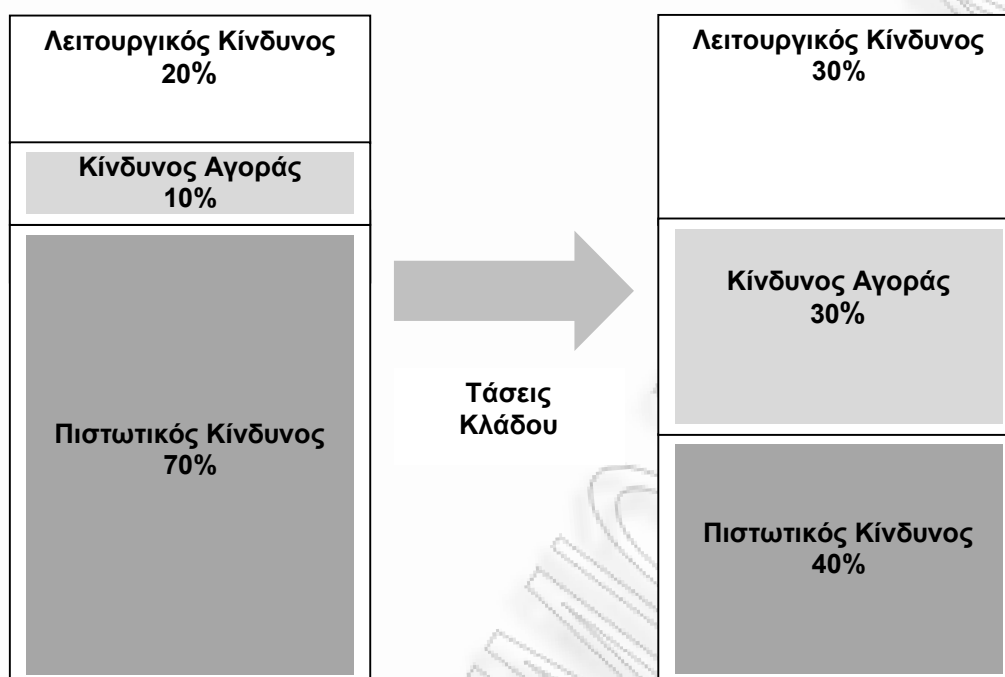 Λειτουργικός Κίνδυνος
20%
Κίνδυνος Αγοράς
10%
Πιστωτικός Κίνδυνος
70%
Τάσεις
Κλάδου
Λειτουργικός Κίνδυνος
30%
Κίνδυνος Αγοράς
30%
Πιστωτικός Κίνδυνος
40%